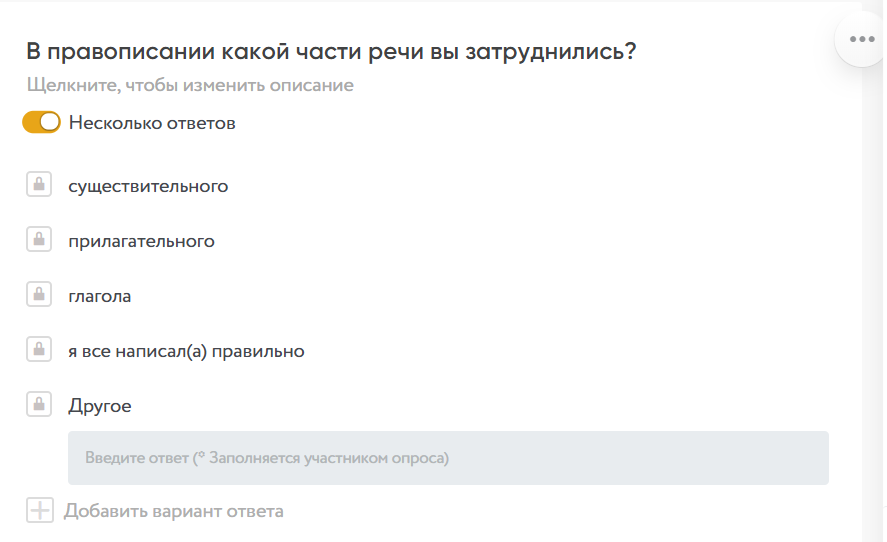 В правописании какой части речи вы затруднились?
Щелкните, чтобы изменить описание
Несколько ответов
существительного
прилагательного
глагола
я все написал(а) правильно
Другое
Введите ответ (* Заполняется участником опроса)
Добавить вариант ответа